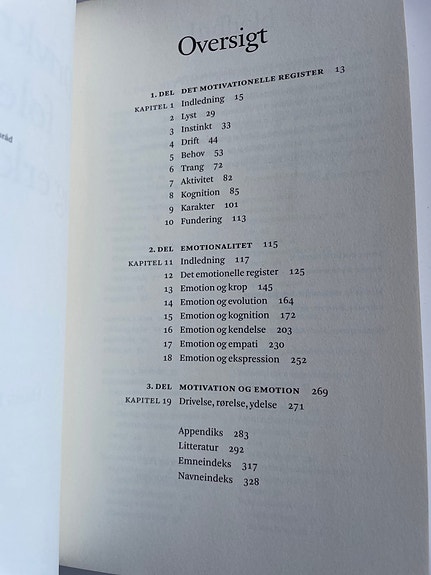 Oversigt
1. DEL DET MOTIVATIONELLE REGISTER 13
KAPITEL 1 Indledning 15
2 Lyst 29
3 Instinkt 33
4 Drift 44
5 Behov 53
6 Trang 72
7 Aktivitet 82
8 Kognition 85
9 Karakter 101
10 Fundering 113
2. DEL EMOTIONALITET 115
KAPITEL 11 Indledning 117
12 Det emotionelle register 125
13 Emotion og krop 145
14 Emotion og evolution 164
15 Emotion og kognition 172
16 Emotion og kendelse 203
17 Emotion og empati 230
18 Emotion og ekspression 252
3. DEL MOTIVATION OG EMOTION 269
KAPITEL 19 Drivelse, rørelse, ydelse 271
Appendiks 283
Litteratur 292
Emneindeks 317
Navneindeks 328